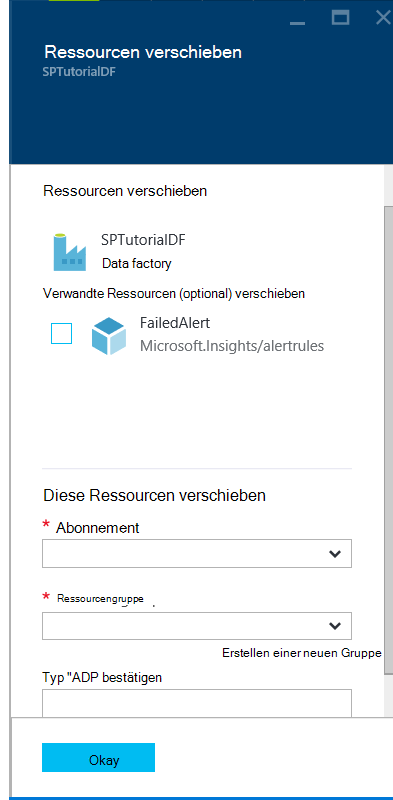 Ressourcen verschieben
SPTutorialDF
Ressourcen verschieben
SPTutorialDF
Data factory
Verwandte Ressourcen (optional) verschieben
FailedAlert
Microsoft.Insights/alertrules
Diese Ressourcen verschieben
* Abonnement
* Ressourcengruppe
Erstellen einer neuen Gruppe
Typ "ADP bestätigen
Okay